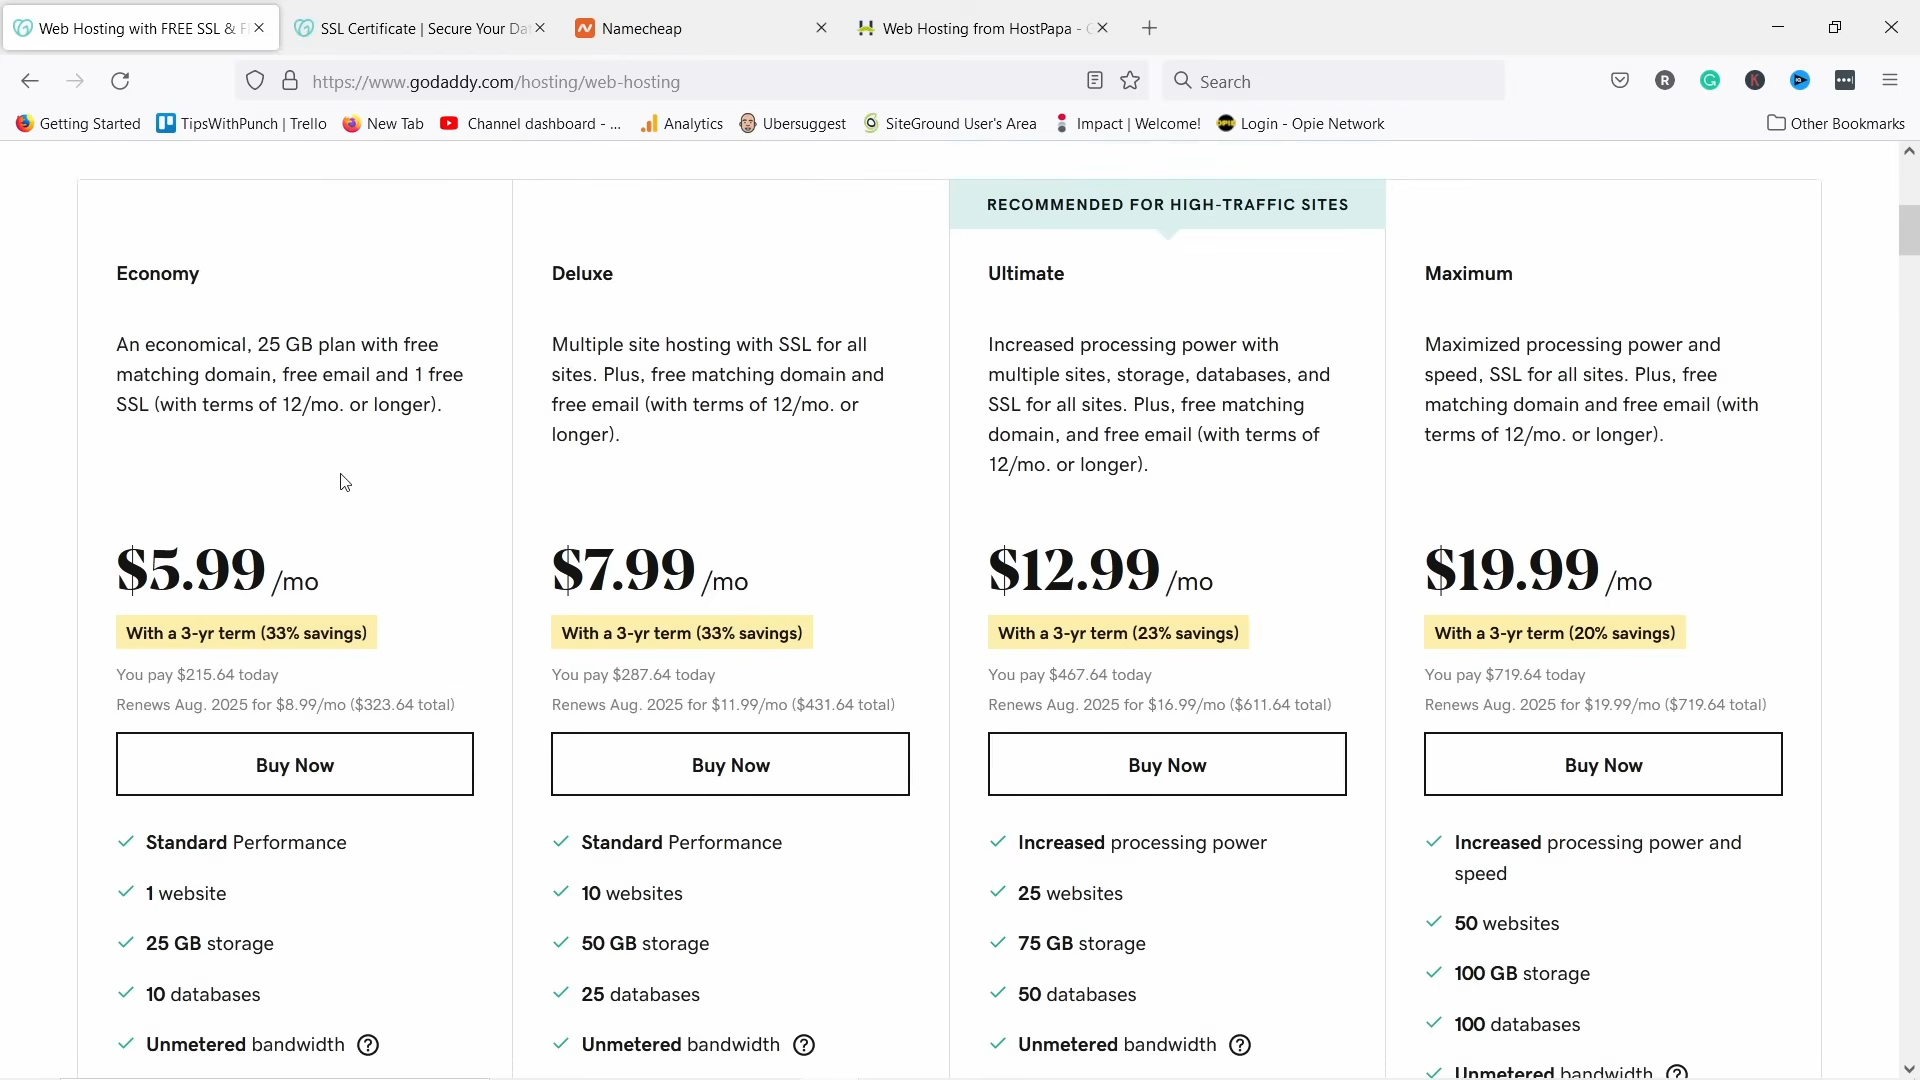 Web Hosting with FREE SSL & F
SSL Certificate | Secure Your Dat
Namecheap
Web Hosting from HostPapa - C
https://www.godaddy.com/hosting/web-hosting
Search
Getting Started
TipsWithPunch | Trello
New Tab
Channel dashboard - ...
Analytics
Ubersuggest
SiteGround User's Area
Impact | Welcome!
Login - Opie Network
Other Bookmarks
RECOMMENDED FOR HIGH-TRAFFIC SITES
Economy
An economical, 25 GB plan with free
matching domain, free email and 1 free
SSL (with terms of 12/mo. or longer).
$5.99 /mo
With a 3-yr term (33% savings)
You pay $215.64 today
Renews Aug. 2025 for $8.99/mo ($323.64 total)
Buy Now
Standard Performance
1 website
25 GB storage
10 databases
Unmetered bandwidth ?
Deluxe
Multiple site hosting with SSL for all
sites. Plus, free matching domain and
free email (with terms of 12/mo. or
longer).
$7.99 /mo
With a 3-yr term (33% savings)
You pay $287.64 today
Renews Aug. 2025 for $11.99/mo ($431.64 total)
Buy Now
Standard Performance
10 websites
50 GB storage
25 databases
Unmetered bandwidth ?
Ultimate
Increased processing power with
multiple sites, storage, databases, and
SSL for all sites. Plus, free matching
domain, and free email (with terms of
12/mo. or longer).
$12.99 /mo
With a 3-yr term (23% savings)
You pay $467.64 today
Renews Aug. 2025 for $16.99/mo ($611.64 total)
Buy Now
Increased processing power
25 websites
75 GB storage
50 databases
Unmetered bandwidth ?
Maximum
Maximized processing power and
speed, SSL for all sites. Plus, free
matching domain and free email (with
terms of 12/mo. or longer).
$19.99 /mo
With a 3-yr term (20% savings)
You pay $719.64 today
Renews Aug. 2025 for $19.99/mo ($719.64 total)
Buy Now
Increased processing power and
speed
50 websites
100 GB storage
100 databases
Unmetered bandwidth ?